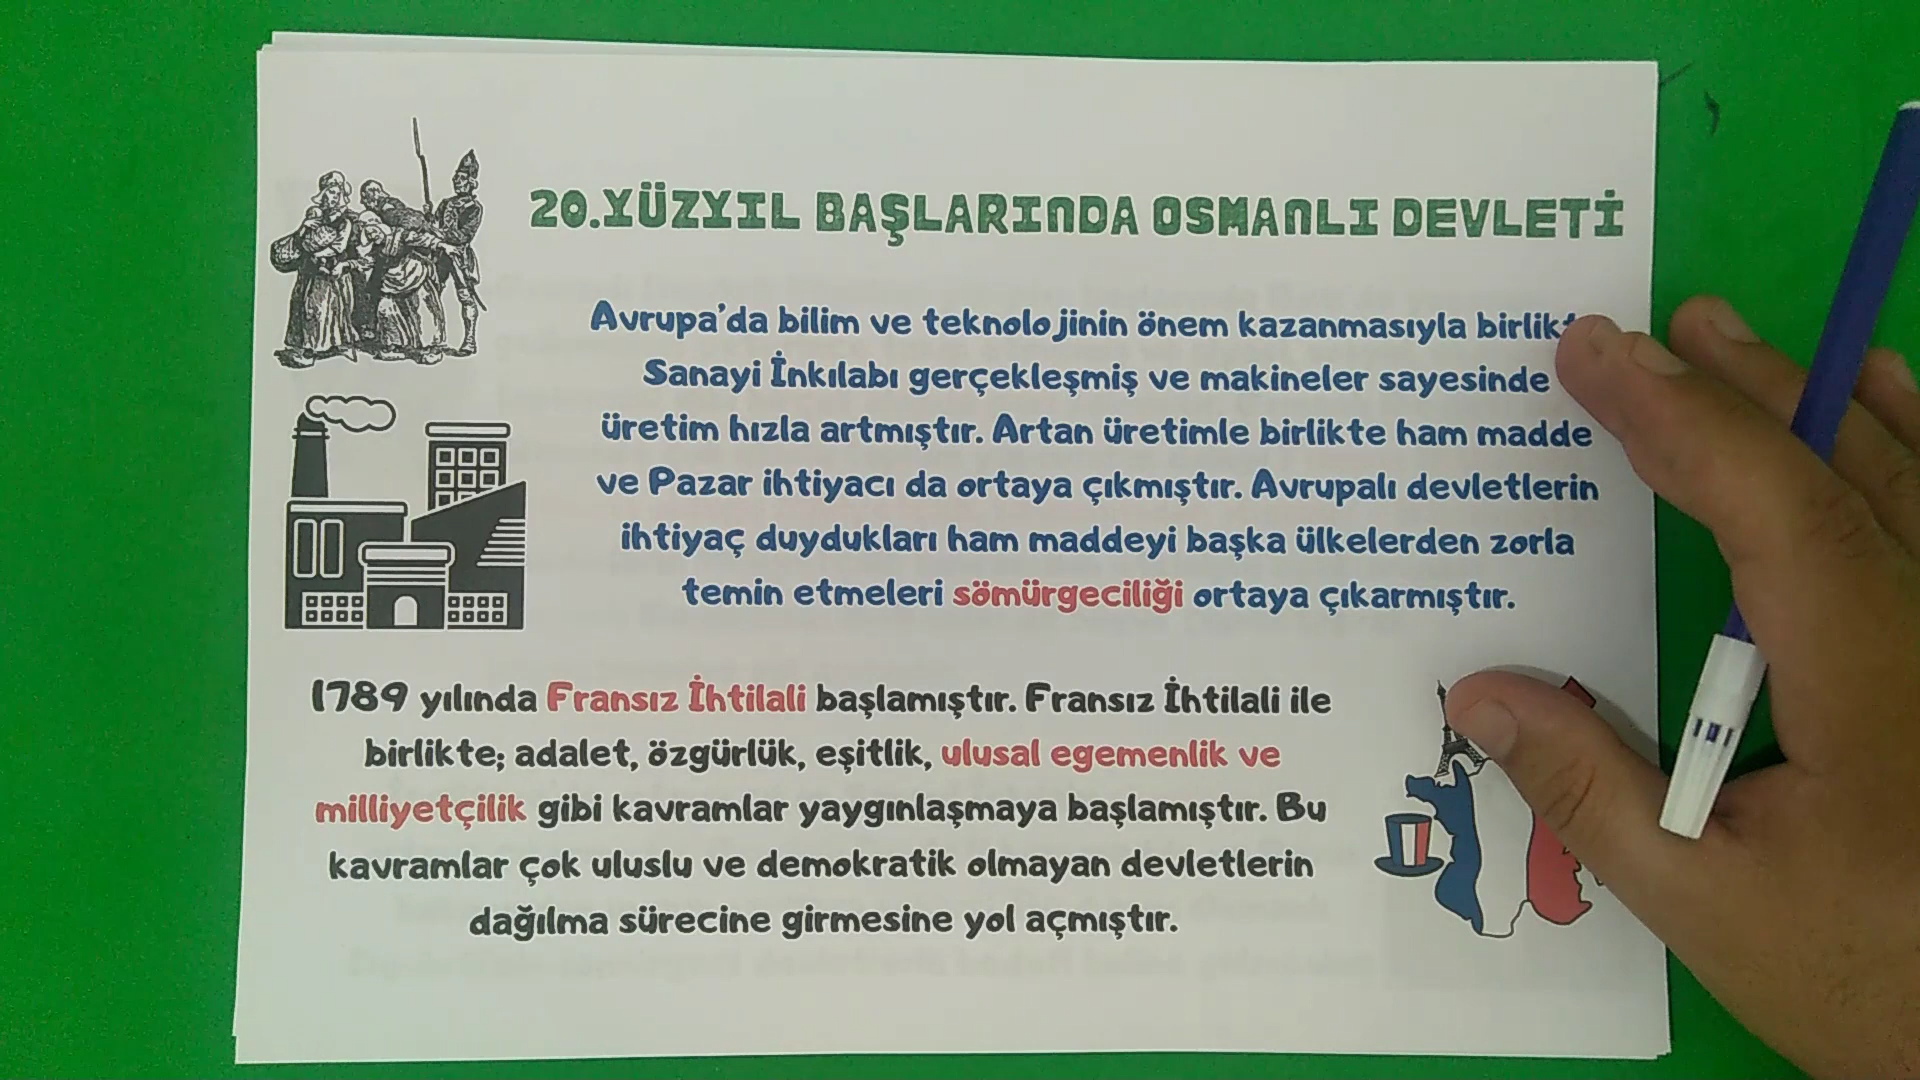 20.YÜZYIL BAŞLARINDA OSMANLI DEVLETİ
Avrupa'da bilim ve teknolojinin önem kazanmasıyla
Sanayi İnkılabı gerçekleşmiş ve makineler sayesinde
üretim hızla artmıştır. Artan üretimle birlikte ham madde
ve Pazar ihtiyacı da ortaya çıkmıştır. Avrupalı devletlerin
ihtiyaç duydukları ham maddeyi başka ülkelerden zorla
temin etmeleri sömürgeciliği ortaya çıkarmıştır.
1789 yılında Fransız İhtilali başlamıştır. Fransız İhtilali ile
birlikte; adalet, özgürlük, eşitlik, ulusal egemenlik ve
milliyetçilik gibi kavramlar yaygınlaşmaya başlamıştır. Bu
kavramlar çok uluslu ve demokratik olmayan devletlerin
dağılma sürecine girmesine yol açmıştır.